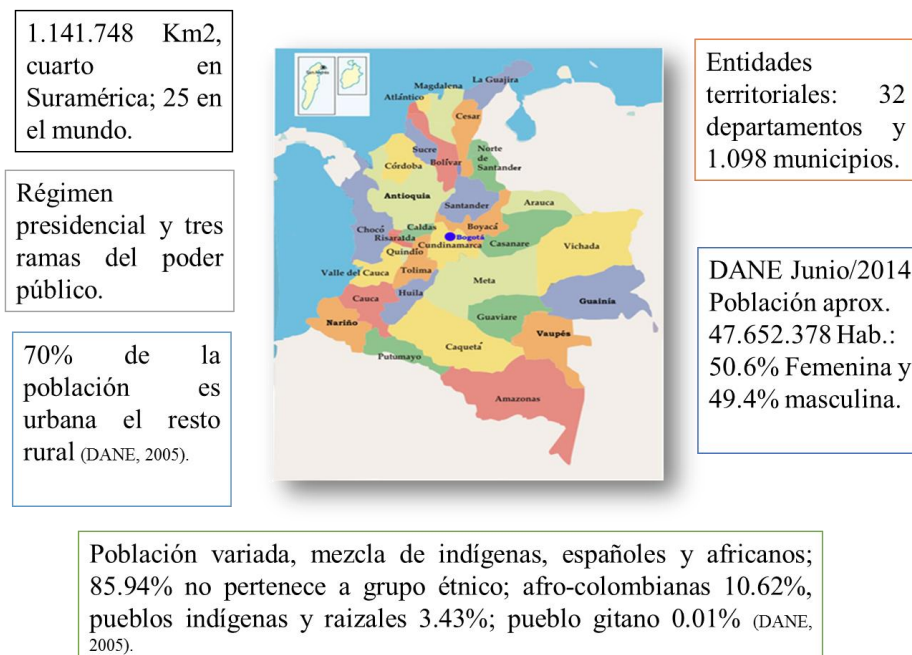 1.141.748 Km2,
cuarto en
Suramérica; 25 en
el mundo.
Régimen
presidencial y tres
ramas del poder
público.
70% de la
población es
urbana el resto
rural (DANE, 2005).
La Guajira
Magdalena
Atlántico
Cesar
Sucre
Bolívar
Norte
de
Santander
Córdoba
Antioquia
Santander
Arauca
Chocó
Caldas
Boyacá
Risaralda
Bogotá
Cundinamarca
Casanare
Vichada
Quindío
Valle del Cauca
Tolima
Meta
Cauca
Huila
Guainía
Nariño
Guaviare
Vaupés
Putumayo
Caquetá
Amazonas
Entidades
territoriales: 32
departamentos y
1.098 municipios.
DANE Junio/2014
Población aprox.
47.652.378 Hab.:
50.6% Femenina y
49.4% masculina.
Población variada, mezcla de indígenas, españoles y africanos;
85.94% no pertenece a grupo étnico; afro-colombianas 10.62%,
pueblos indígenas y raizales 3.43%; pueblo gitano 0.01% (DANE,
2005).